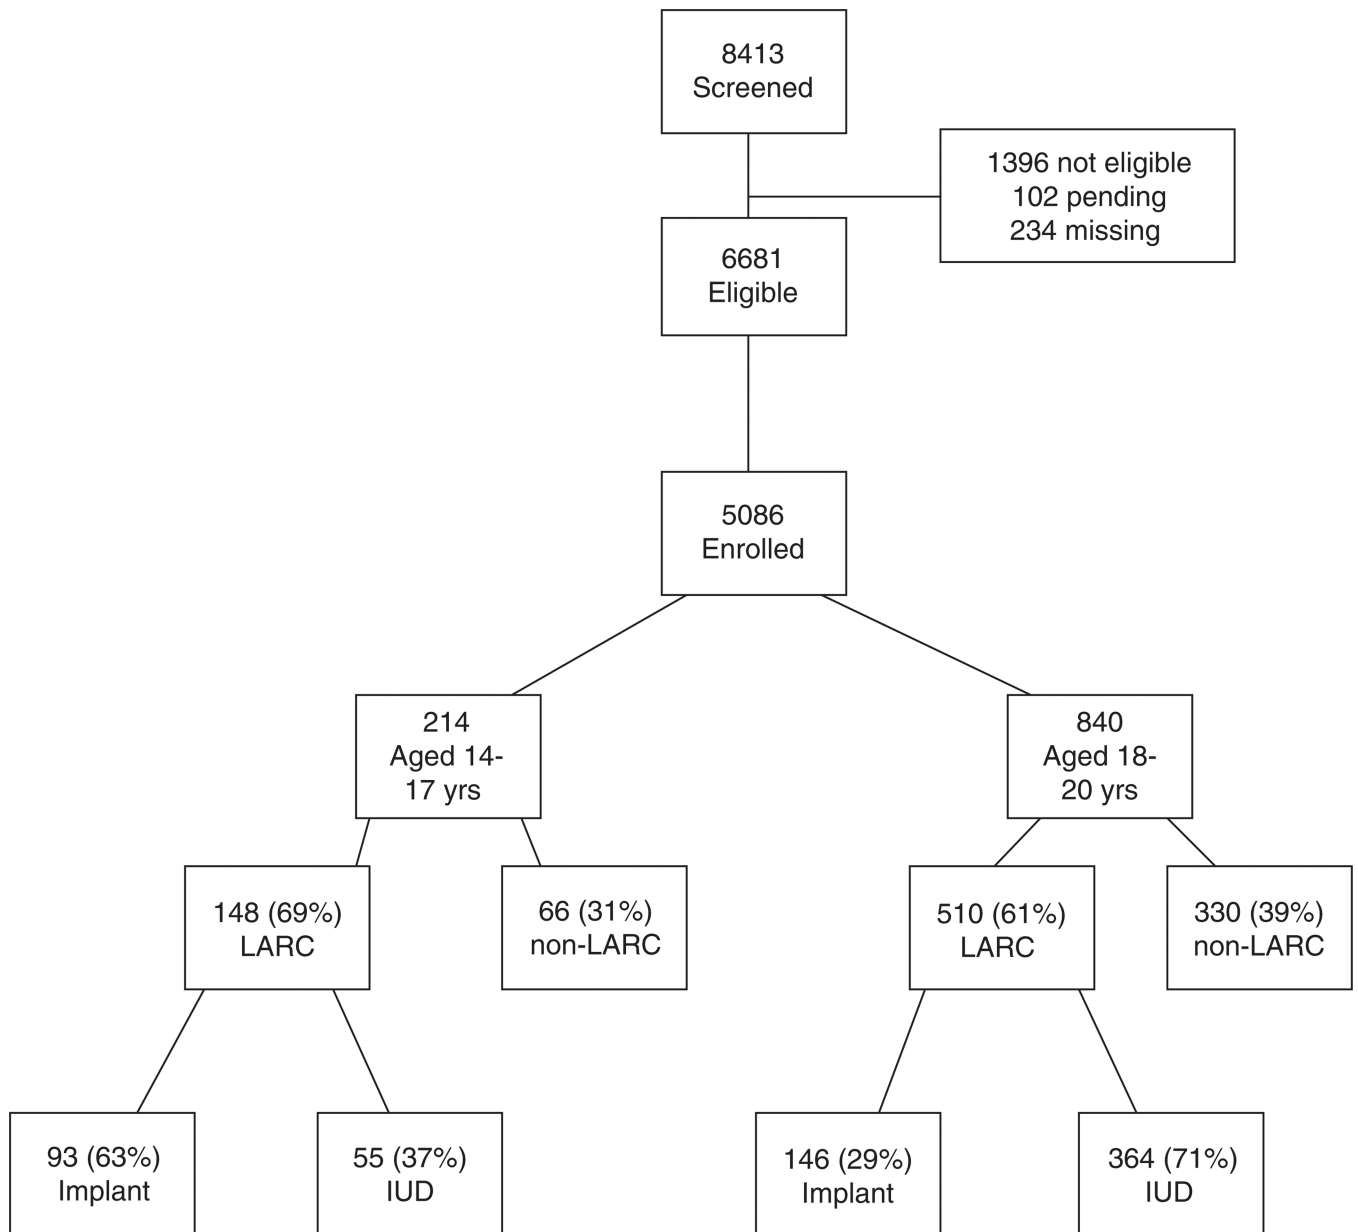 8413
Screened
1396 not eligible
102 pending
234 missing
6681
Eligible
5086
Enrolled
214
Aged 14-
17 yrs
840
Aged 18-
20 yrs
148 (69%)
LARC
66 (31%)
non-LARC
510 (61%)
LARC
330 (39%)
non-LARC
93 (63%)
Implant
55 (37%)
IUD
146 (29%)
Implant
364 (71%)
IUD